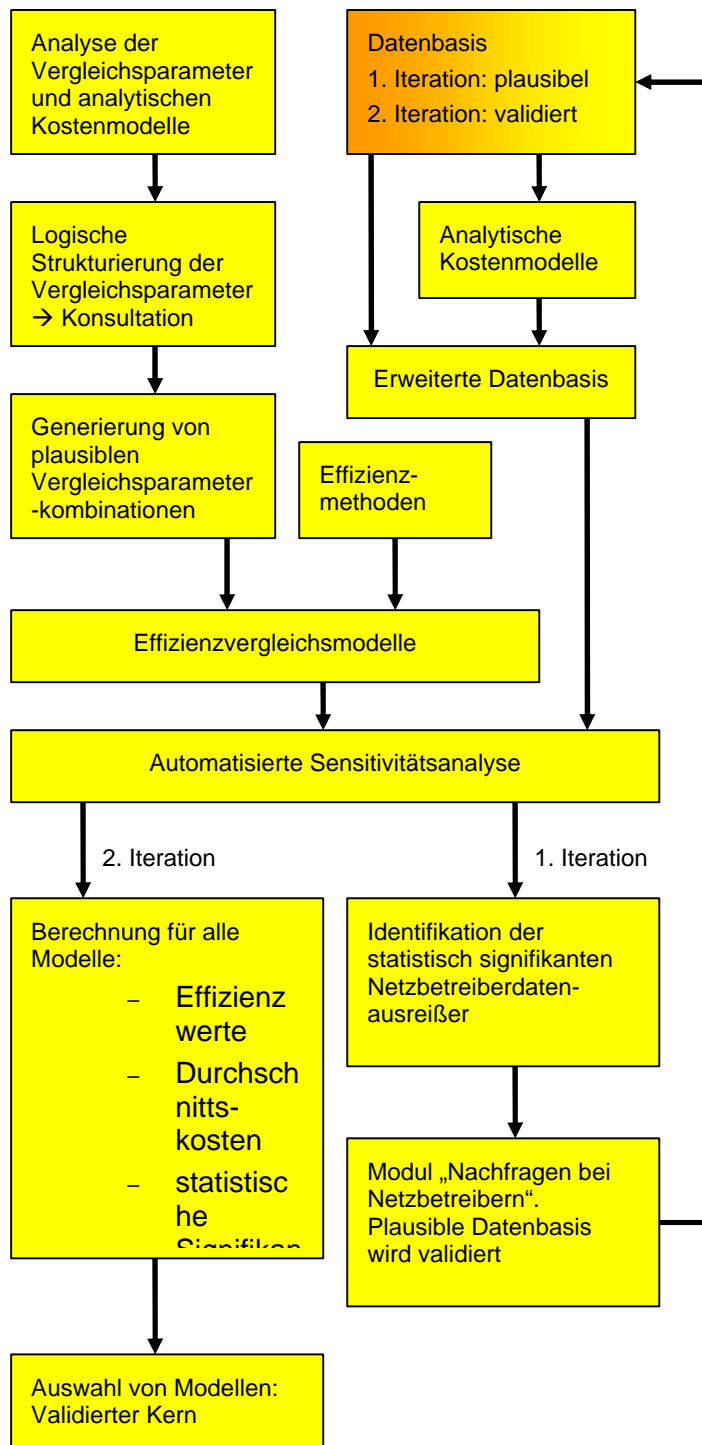 Analyse der
Vergleichsparameter
und analytischen
Kostenmodelle
Datenbasis
1. Iteration: plausibel
2. Iteration: validiert
Logische
Strukturierung der
Vergleichsparameter
→ Konsultation
Analytische
Kostenmodelle
Erweiterte Datenbasis
Generierung von
plausiblen
Vergleichsparameter
-kombinationen
Effizienz-
methoden
Effizienzvergleichsmodelle
Automatisierte Sensitivitätsanalyse
2. Iteration
1. Iteration
Berechnung für alle
Modelle:
– Effizienz
werte
– Durchsch
nitts-
kosten
– statistisc
he
Signifikan
Identifikation der
statistisch signifikanten
Netzbetreiberdaten-
ausreißer
Modul „Nachfragen bei
Netzbetreibern“.
Plausible Datenbasis
wird validiert
Auswahl von Modellen:
Validierter Kern